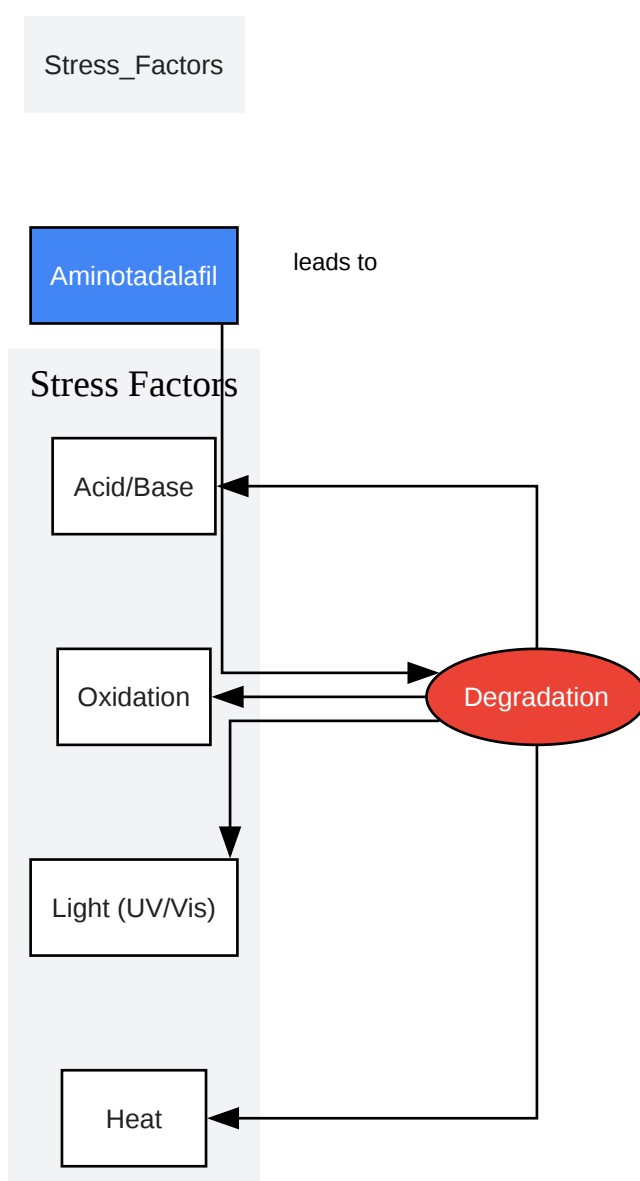 Stress_Factors
Aminotadalafil
leads to
Stress Factors
Acid/Base
Oxidation
Degradation
Light (UV/Vis)
Heat